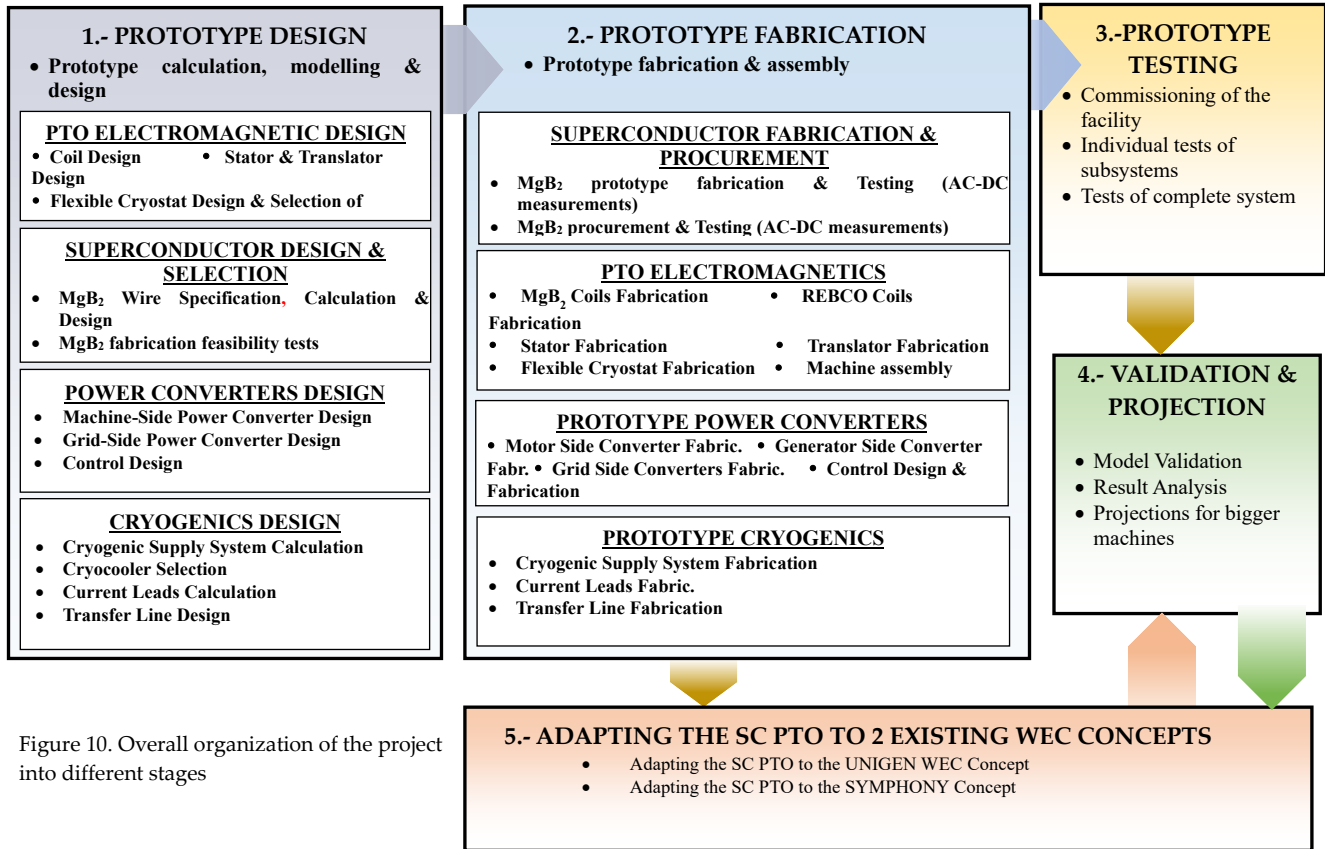 1.- PROTOTYPE DESIGN
• Prototype calculation, modelling &
design
PTO ELECTROMAGNETIC DESIGN
• Coil Design • Stator & Translator
Design
• Flexible Cryostat Design & Selection of
SUPERCONDUCTOR DESIGN &
SELECTION
• MgB₂ Wire Specification, Calculation &
Design
• MgB₂ fabrication feasibility tests
POWER CONVERTERS DESIGN
• Machine-Side Power Converter Design
• Grid-Side Power Converter Design
• Control Design
CRYOGENICS DESIGN
• Cryogenic Supply System Calculation
• Cryocooler Selection
• Current Leads Calculation
• Transfer Line Design
2.- PROTOTYPE FABRICATION
• Prototype fabrication & assembly
SUPERCONDUCTOR FABRICATION &
PROCUREMENT
• MgB₂ prototype fabrication & Testing (AC-DC
measurements)
• MgB₂ procurement & Testing (AC-DC measurements)
PTO ELECTROMAGNETICS
• MgB₂ Coils Fabrication • REBCO Coils
Fabrication
• Stator Fabrication • Translator Fabrication
• Flexible Cryostat Fabrication • Machine assembly
PROTOTYPE POWER CONVERTERS
• Motor Side Converter Fabric. • Generator Side Converter
Fabr. • Grid Side Converters Fabric. • Control Design &
Fabrication
PROTOTYPE CRYOGENICS
• Cryogenic Supply System Fabrication
• Current Leads Fabric.
• Transfer Line Fabrication
3.-PROTOTYPE
TESTING
• Commissioning of the
facility
• Individual tests of
subsystems
• Tests of complete system
4.- VALIDATION &
PROJECTION
• Model Validation
• Result Analysis
• Projections for bigger
machines
5.- ADAPTING THE SC PTO TO 2 EXISTING WEC CONCEPTS
• Adapting the SC PTO to the UNIGEN WEC Concept
• Adapting the SC PTO to the SYMPHONY Concept
Figure 10. Overall organization of the project
into different stages